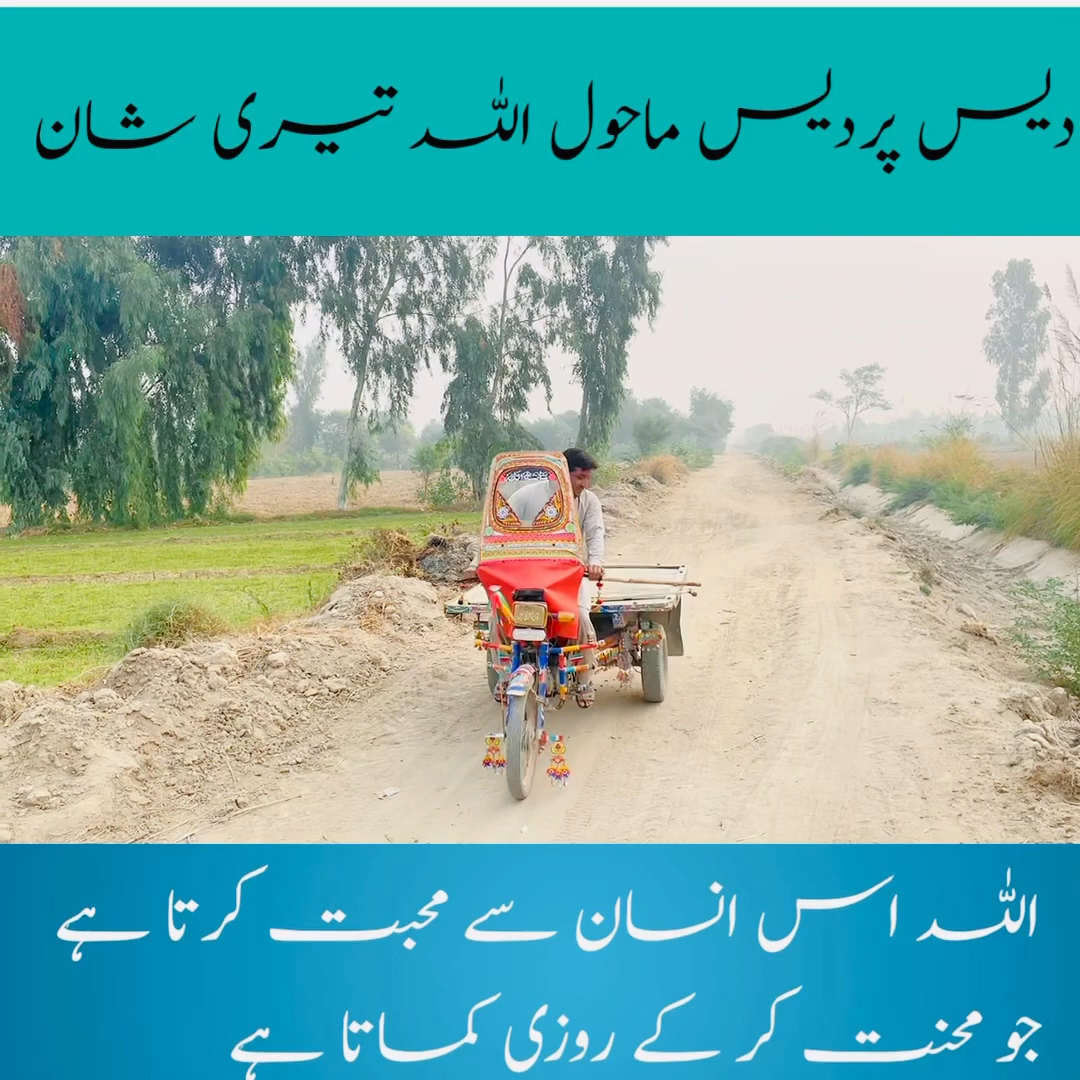 دیس پردیس ماحول اللہ تیری شان
اللہ اس انسان سے محبت کرتا ہے
جو محنت کر کے روزی کماتا ہے